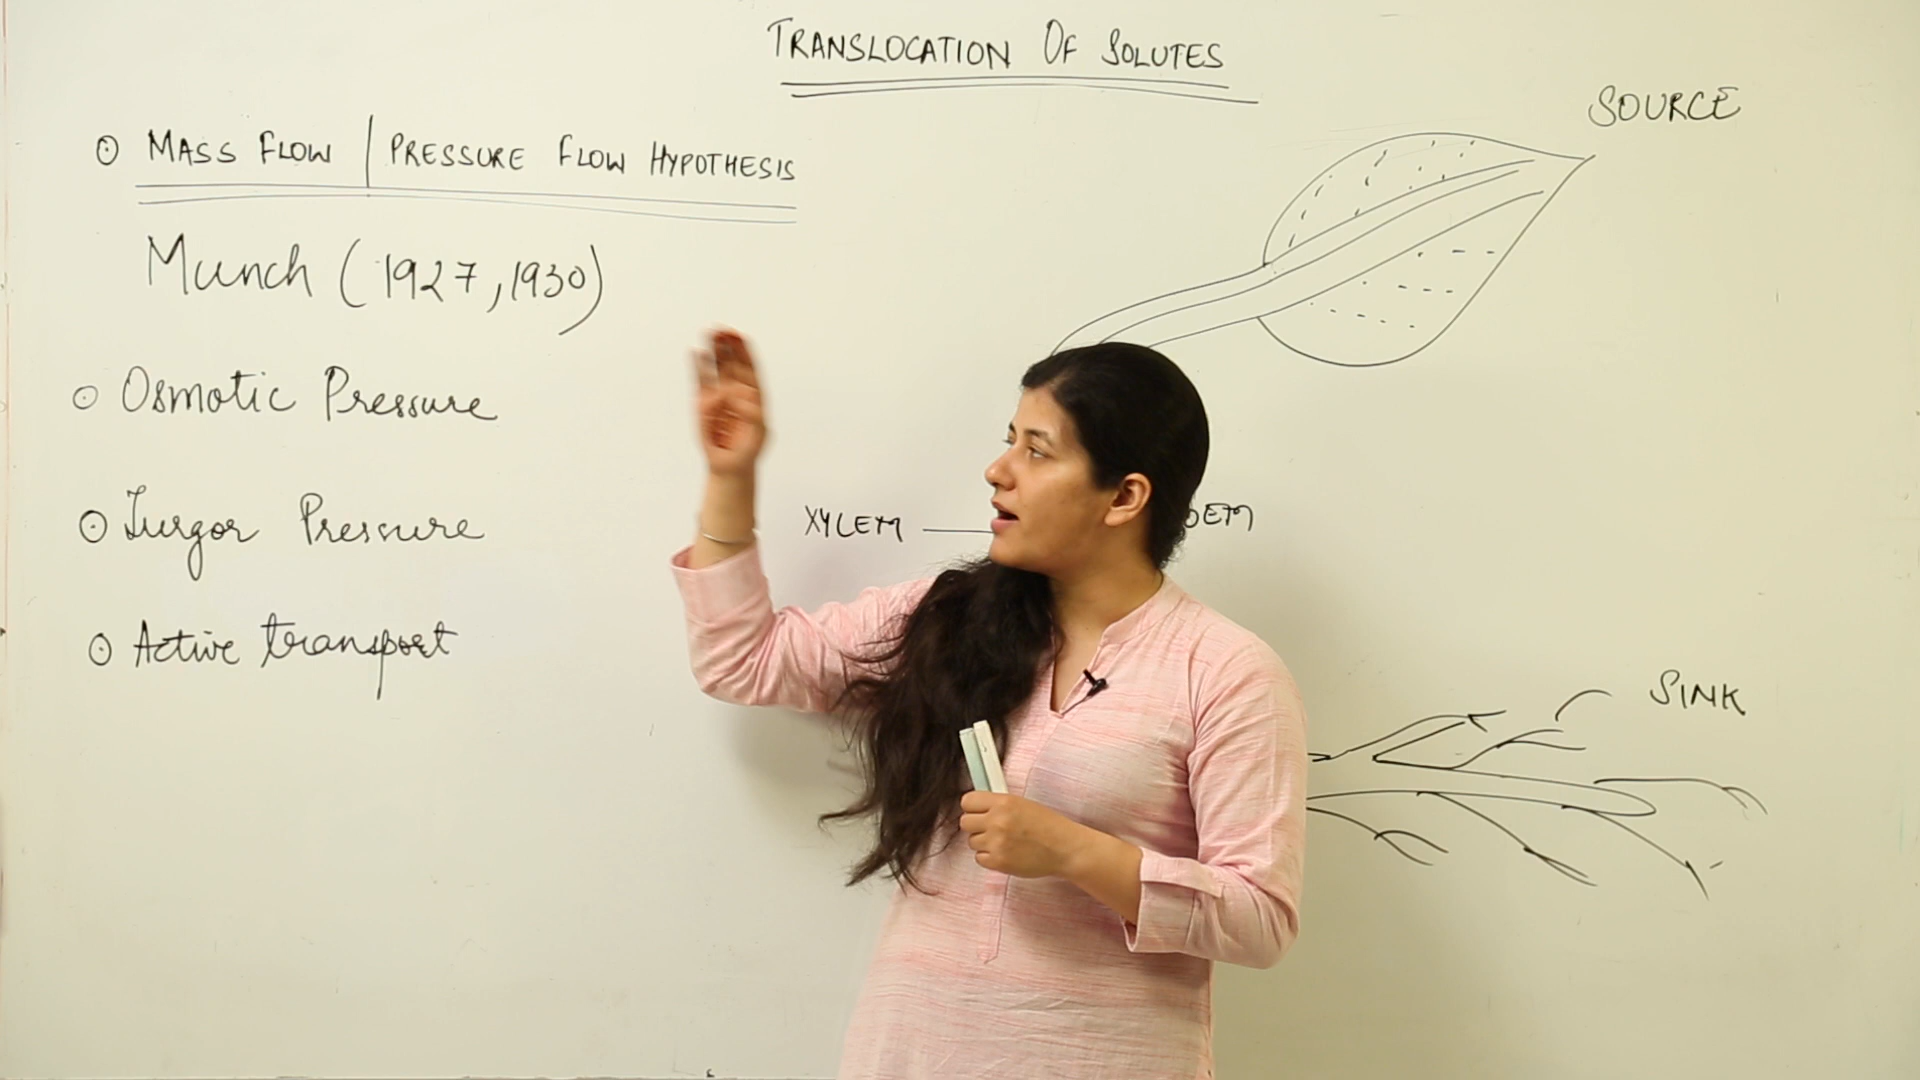 TRANSLOCATION OF SOLUTES
SOURCE
⊙ MASS FLOW | PRESSURE FLOW HYPOTHESIS
Munch (1927, 1930)
⊙ Osmotic Pressure
XYLEM
⊙ Turgor Pressure
⊙ Active transport
SINK